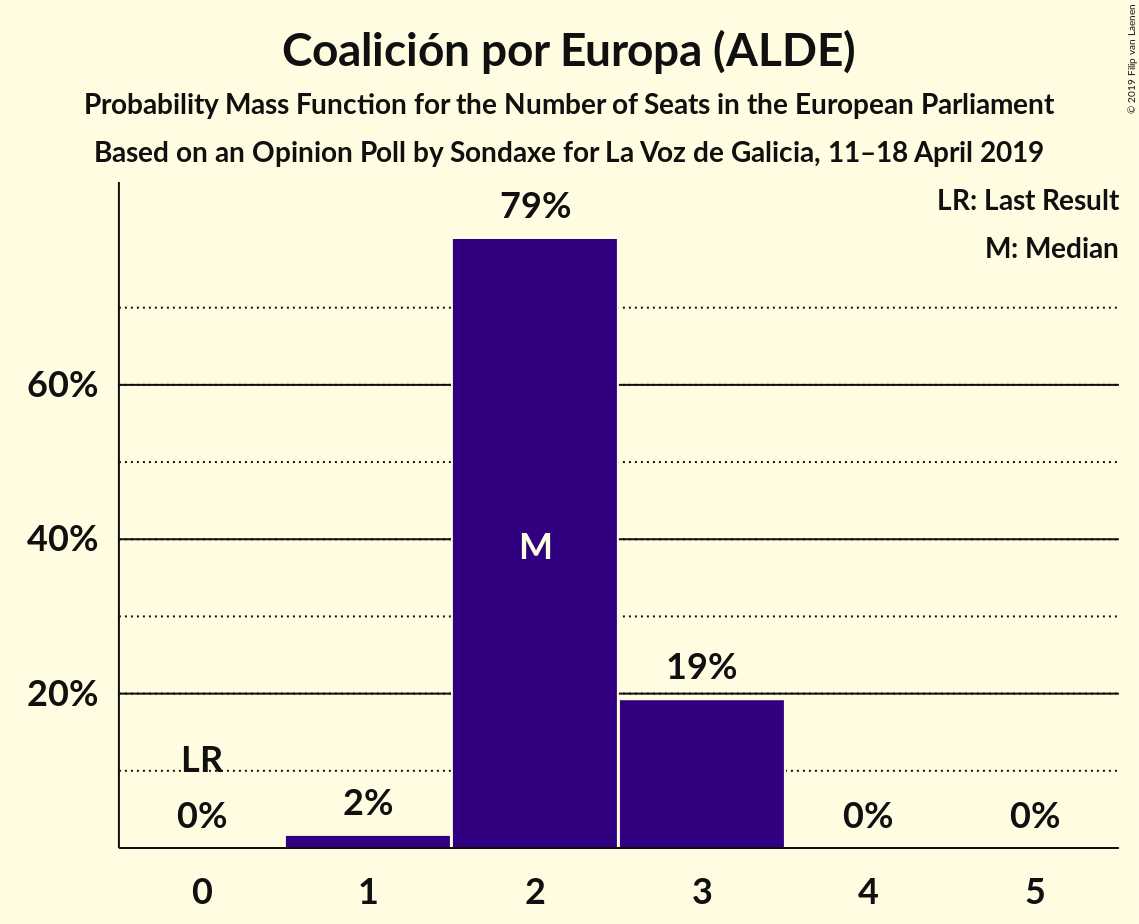 Coalición por Europa (ALDE)
Probability Mass Function for the Number of Seats in the European Parliament
Based on an Opinion Poll by Sondaxe for La Voz de Galicia, 11–18 April 2019
© 2019 Filip van Laenen
LR: Last Result
M: Median
79%
60%
40%
M
20%
19%
LR
0%
2%
0%
0%
0 1 2 3 4 5